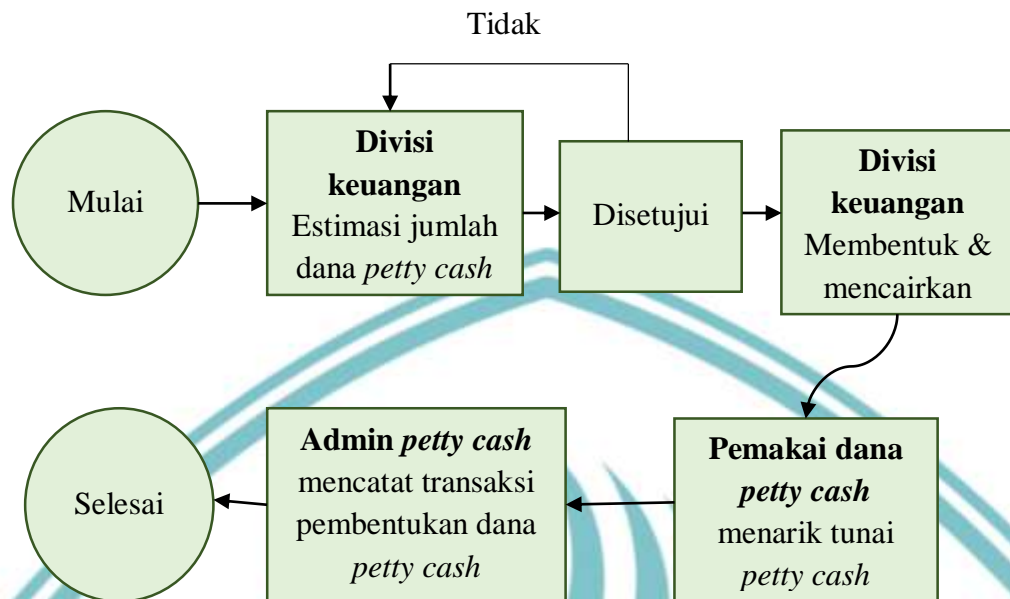 Tidak
Mulai
Divisi
keuangan
Estimasi jumlah
dana petty cash
Disetujui
Divisi
keuangan
Membentuk &
mencairkan
Pemakai dana
petty cash
menarik tunai
petty cash
Admin petty cash
mencatat transaksi
pembentukan dana
petty cash
Selesai